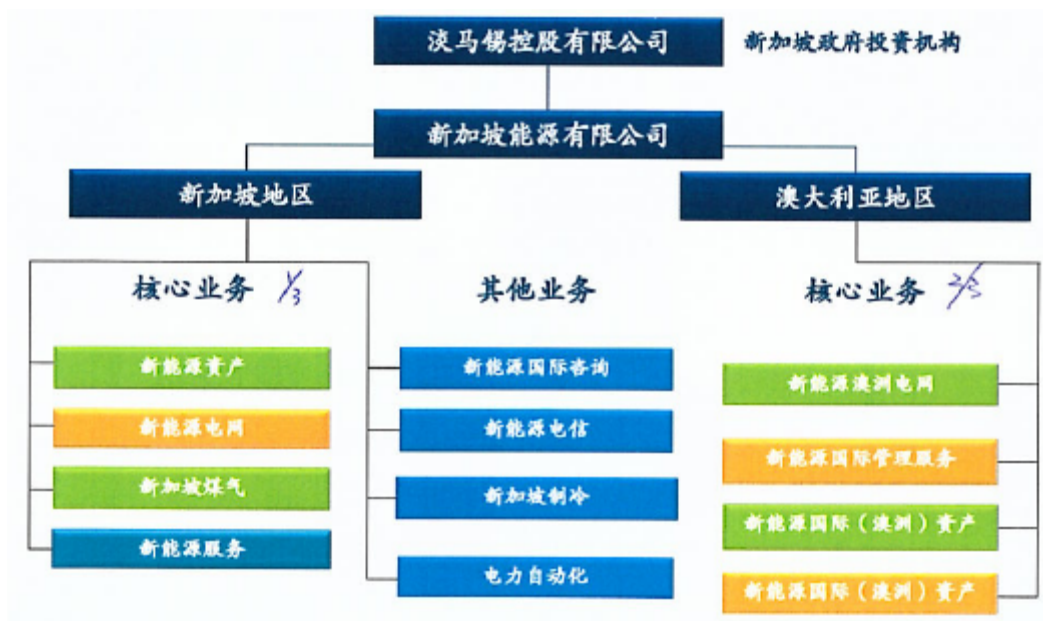 淡马锡控股有限公司 新加坡政府投资机构
新加坡能源有限公司
新加坡地区
澳大利亚地区
核心业务 1/3
新能源资产
新能源电网
新加坡煤气
新能源服务
其他业务
新能源国际咨询
新能源电信
新加坡制冷
电力自动化
核心业务 2/3
新能源澳洲电网
新能源国际管理服务
新能源国际（澳洲）资产
新能源国际（澳洲）资产